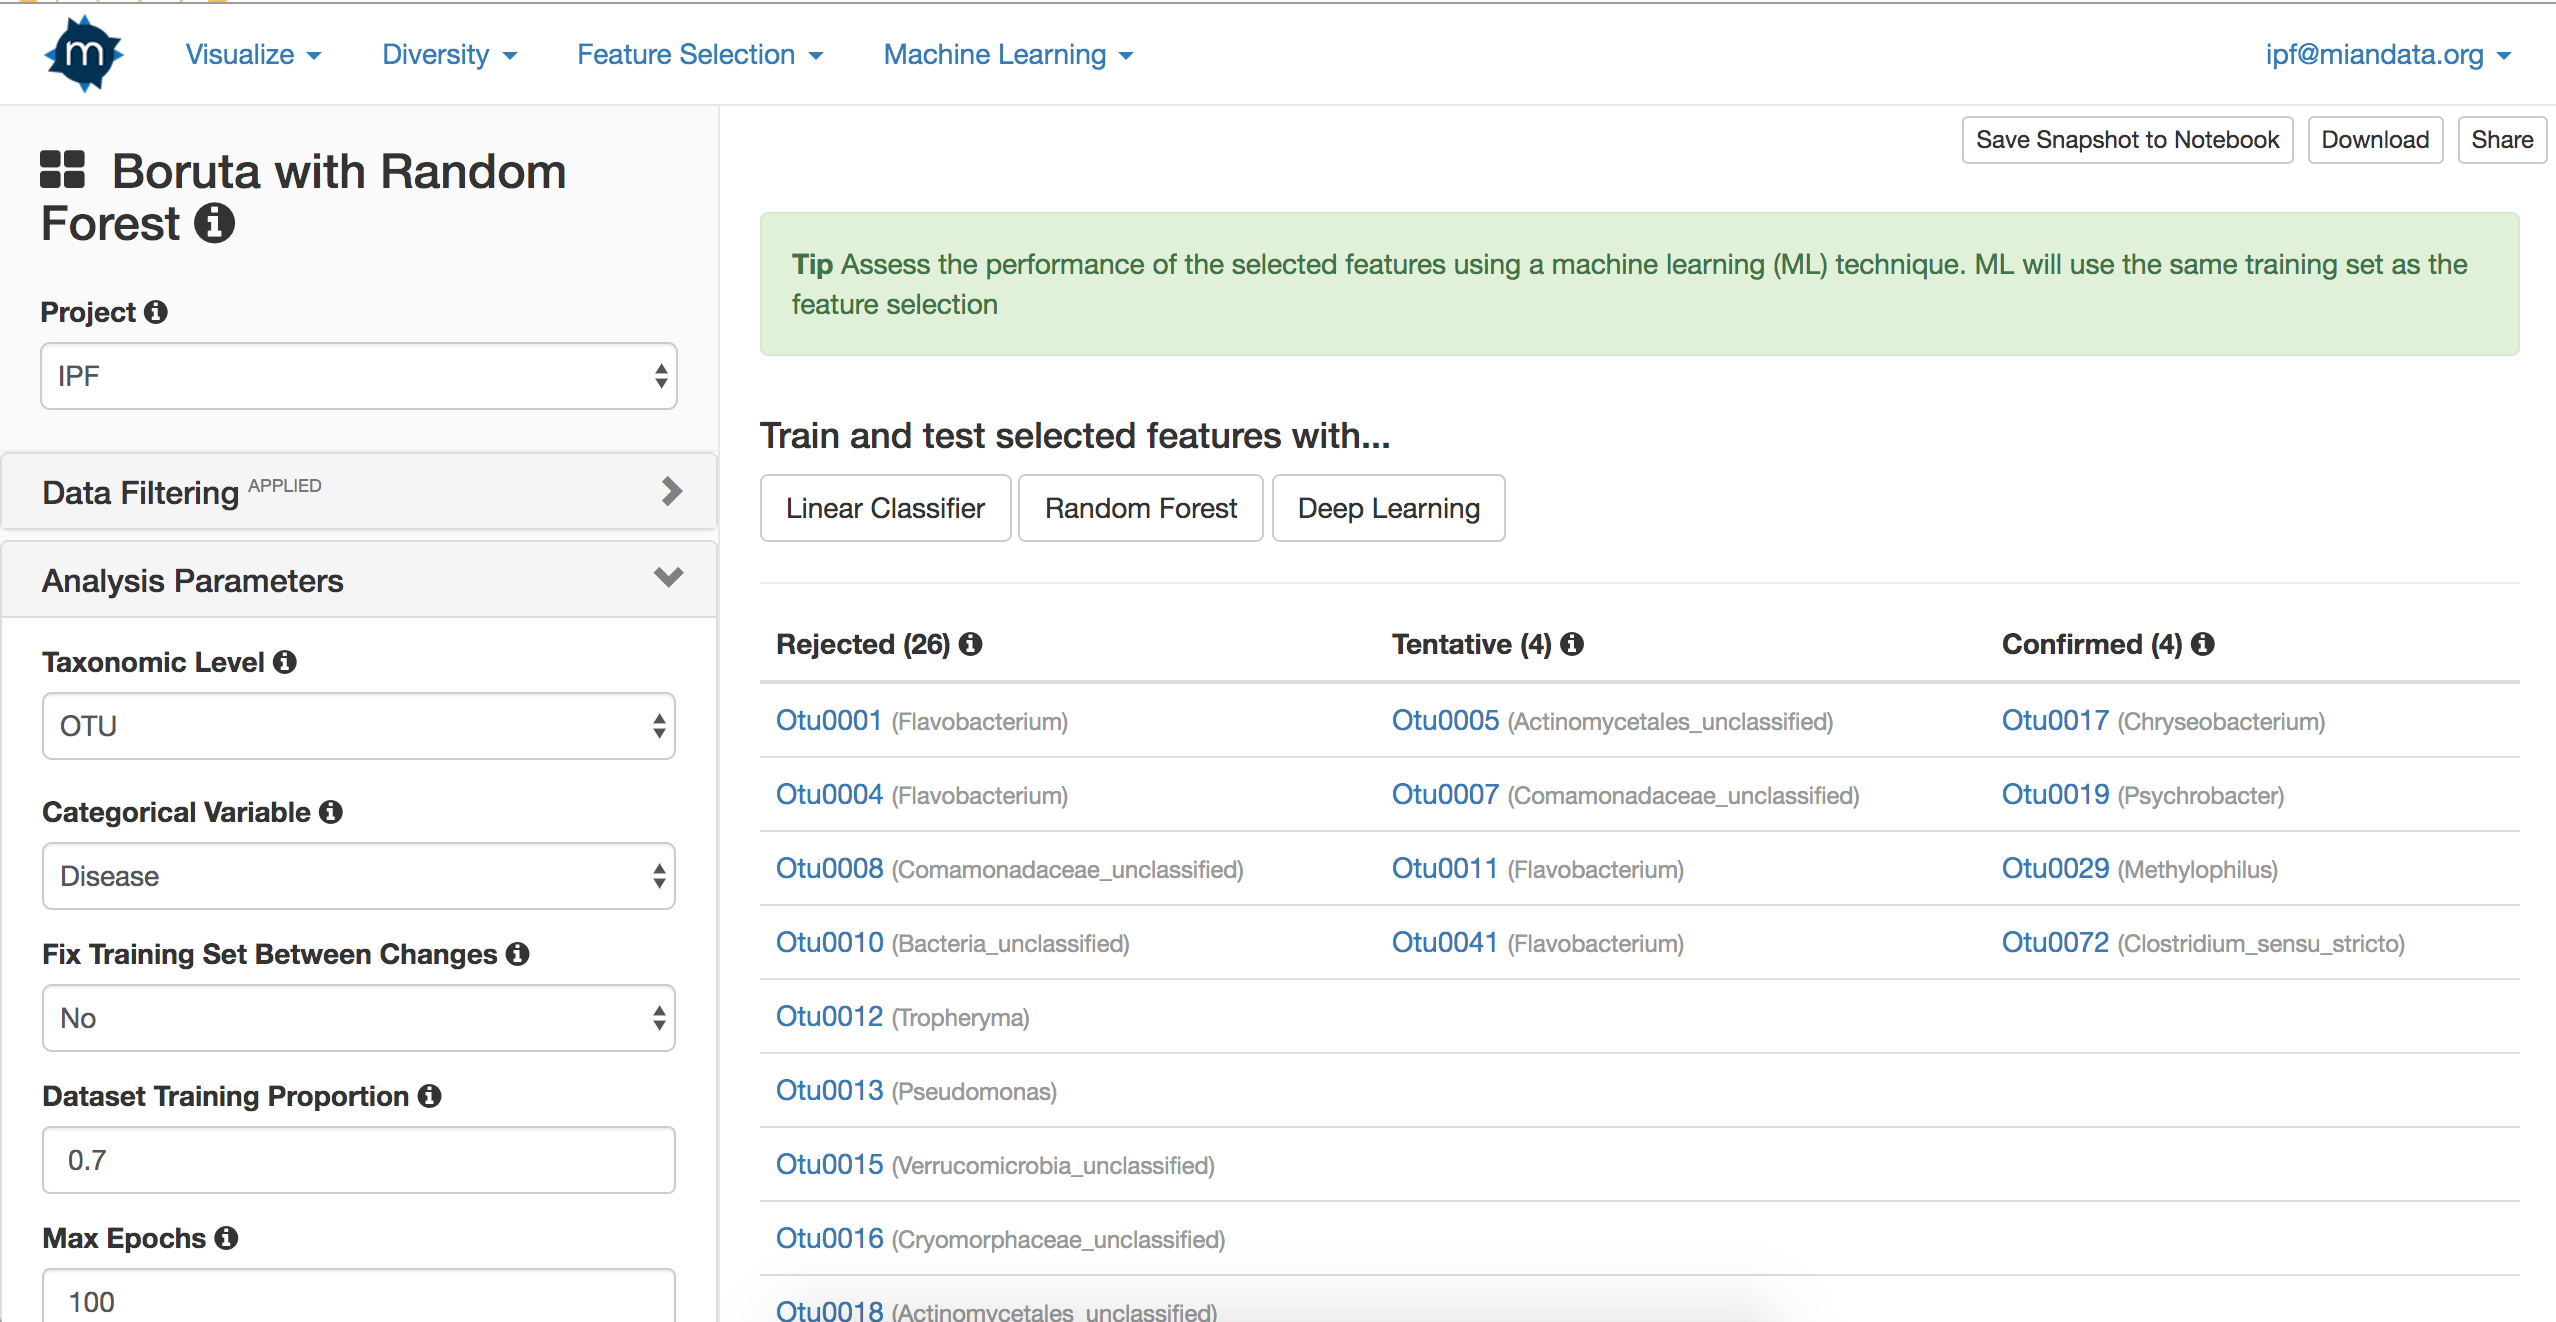 m
Visualize
Diversity
Feature Selection
Machine Learning
ipf@miandata.org
Boruta with Random
Forest
Project
IPF
Data Filtering APPLIED
Analysis Parameters
Taxonomic Level
OTU
Categorical Variable
Disease
Fix Training Set Between Changes
No
Dataset Training Proportion
0.7
Max Epochs
100
Save Snapshot to Notebook
Download
Share
Tip Assess the performance of the selected features using a machine learning (ML) technique. ML will use the same training set as the
feature selection
Train and test selected features with...
Linear Classifier
Random Forest
Deep Learning
Rejected (26) Tentative (4) Confirmed (4)
Otu0001 (Flavobacterium) Otu0005 (Actinomycetales_unclassified) Otu0017 (Chryseobacterium)
Otu0004 (Flavobacterium) Otu0007 (Comamonadaceae_unclassified) Otu0019 (Psychrobacter)
Otu0008 (Comamonadaceae_unclassified) Otu0011 (Flavobacterium) Otu0029 (Methylophilus)
Otu0010 (Bacteria_unclassified) Otu0041 (Flavobacterium) Otu0072 (Clostridium_sensu_stricto)
Otu0012 (Tropheryma)
Otu0013 (Pseudomonas)
Otu0015 (Verrucomicrobia_unclassified)
Otu0016 (Cryomorphaceae_unclassified)
Otu0018 (Actinomycetales_unclassified)